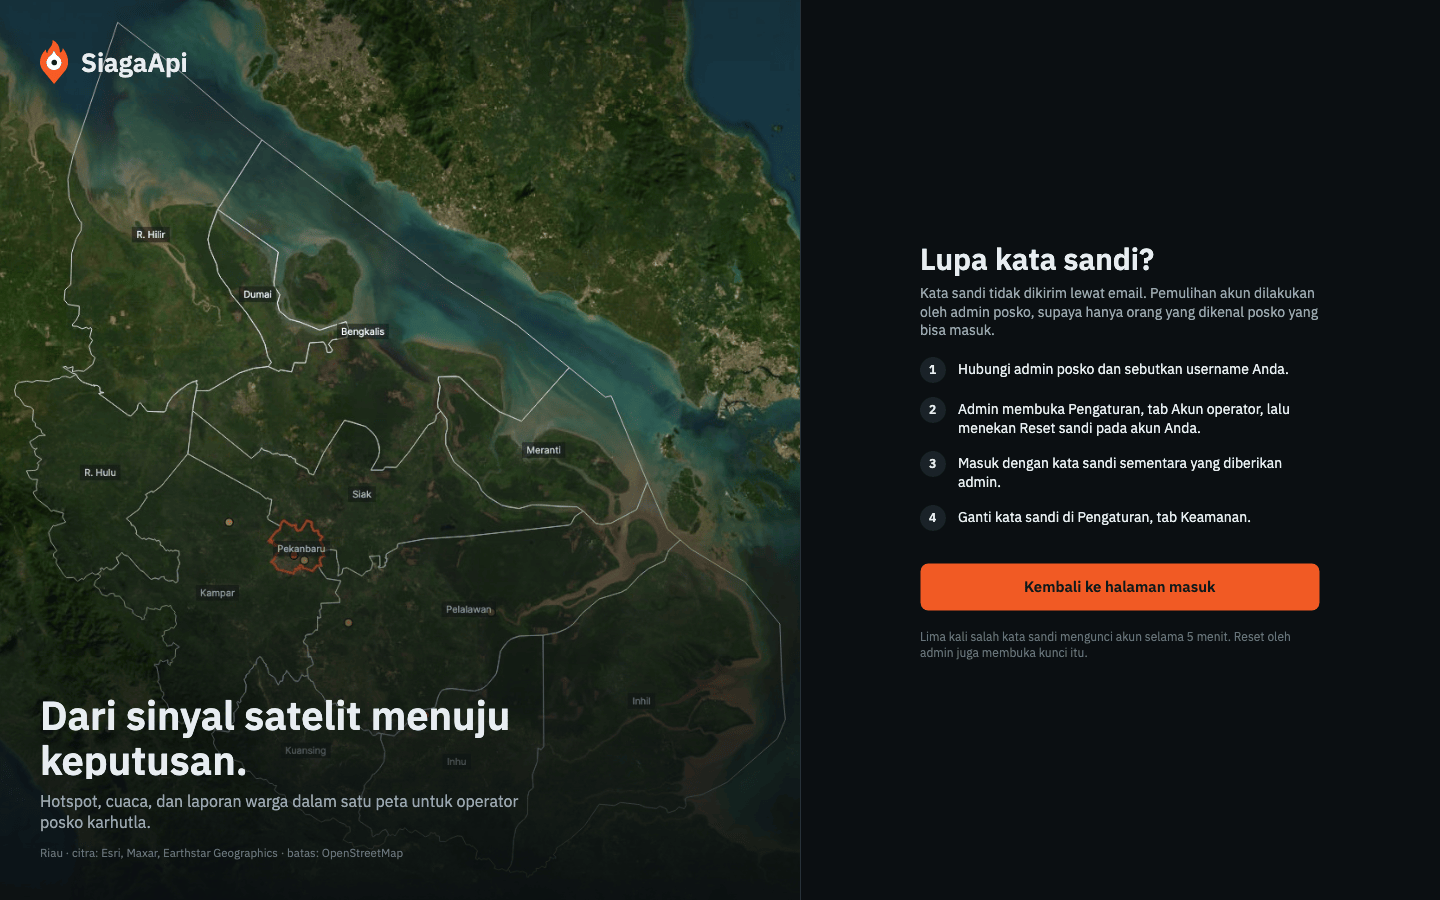 SiagaApi
R. Hilir
Dumai
Bengkalis
Meranti
R. Hulu
Siak
Pekanbaru
Kampar
Pelalawan
Inhil
Kuansing
Inhu
Dari sinyal satelit menuju
keputusan.
Hotspot, cuaca, dan laporan warga dalam satu peta untuk operator
posko karhutla.
Riau · citra: Esri, Maxar, Earthstar Geographics · batas: OpenStreetMap
Lupa kata sandi?
Kata sandi tidak dikirim lewat email. Pemulihan akun dilakukan
oleh admin posko, supaya hanya orang yang dikenal posko yang
bisa masuk.
1 Hubungi admin posko dan sebutkan username Anda.
2 Admin membuka Pengaturan, tab Akun operator, lalu
menekan Reset sandi pada akun Anda.
3 Masuk dengan kata sandi sementara yang diberikan
admin.
4 Ganti kata sandi di Pengaturan, tab Keamanan.
Kembali ke halaman masuk
Lima kali salah kata sandi mengunci akun selama 5 menit. Reset oleh
admin juga membuka kunci itu.